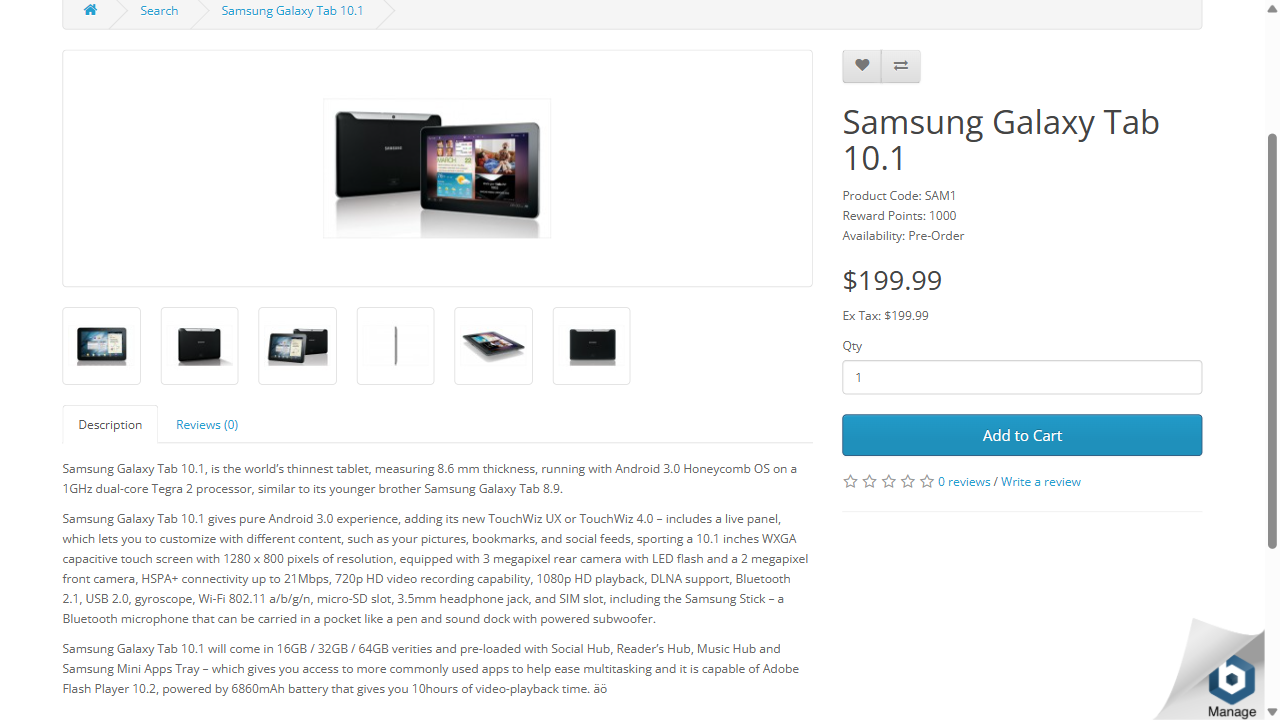 Search
Samsung Galaxy Tab 10.1
Samsung Galaxy Tab
10.1
Product Code: SAM1
Reward Points: 1000
Availability: Pre-Order
$199.99
Ex Tax: $199.99
Qty
1
Add to Cart
0 reviews / Write a review
Description
Reviews (0)
Samsung Galaxy Tab 10.1, is the world’s thinnest tablet, measuring 8.6 mm thickness, running with Android 3.0 Honeycomb OS on a
1GHz dual-core Tegra 2 processor, similar to its younger brother Samsung Galaxy Tab 8.9.
Samsung Galaxy Tab 10.1 gives pure Android 3.0 experience, adding its new TouchWiz UX or TouchWiz 4.0 – includes a live panel,
which lets you to customize with different content, such as your pictures, bookmarks, and social feeds, sporting a 10.1 inches WXGA
capacitive touch screen with 1280 x 800 pixels of resolution, equipped with 3 megapixel rear camera with LED flash and a 2 megapixel
front camera, HSPA+ connectivity up to 21Mbps, 720p HD video recording capability, 1080p HD playback, DLNA support, Bluetooth
2.1, USB 2.0, gyroscope, Wi-Fi 802.11 a/b/g/n, micro-SD slot, 3.5mm headphone jack, and SIM slot, including the Samsung Stick – a
Bluetooth microphone that can be carried in a pocket like a pen and sound dock with powered subwoofer.
Samsung Galaxy Tab 10.1 will come in 16GB / 32GB / 64GB verities and pre-loaded with Social Hub, Reader’s Hub, Music Hub and
Samsung Mini Apps Tray – which gives you access to more commonly used apps to help ease multitasking and it is capable of Adobe
Flash Player 10.2, powered by 6860mAh battery that gives you 10hours of video-playback time. äö
Manage